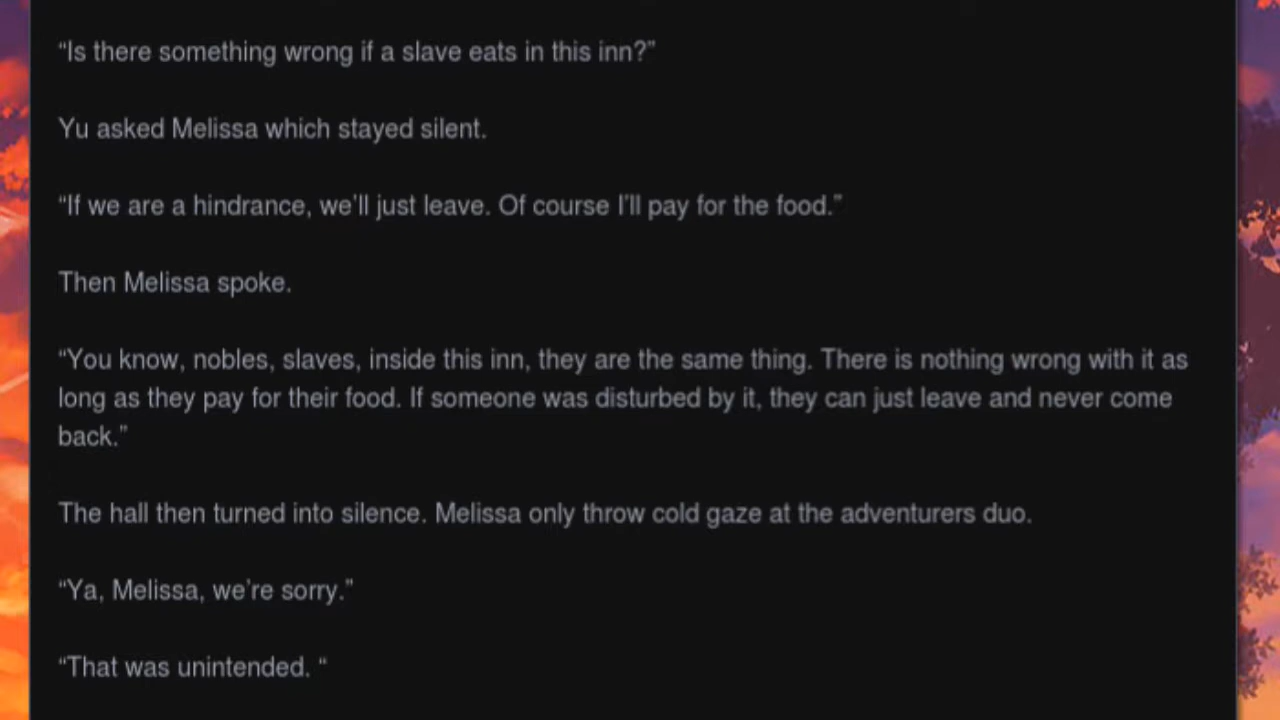 “Is there something wrong if a slave eats in this inn?”
Yu asked Melissa which stayed silent.
“If we are a hindrance, we’ll just leave. Of course I’ll pay for the food.”
Then Melissa spoke.
“You know, nobles, slaves, inside this inn, they are the same thing. There is nothing wrong with it as
long as they pay for their food. If someone was disturbed by it, they can just leave and never come
back.”
The hall then turned into silence. Melissa only throw cold gaze at the adventurers duo.
“Ya, Melissa, we’re sorry.”
“That was unintended. “